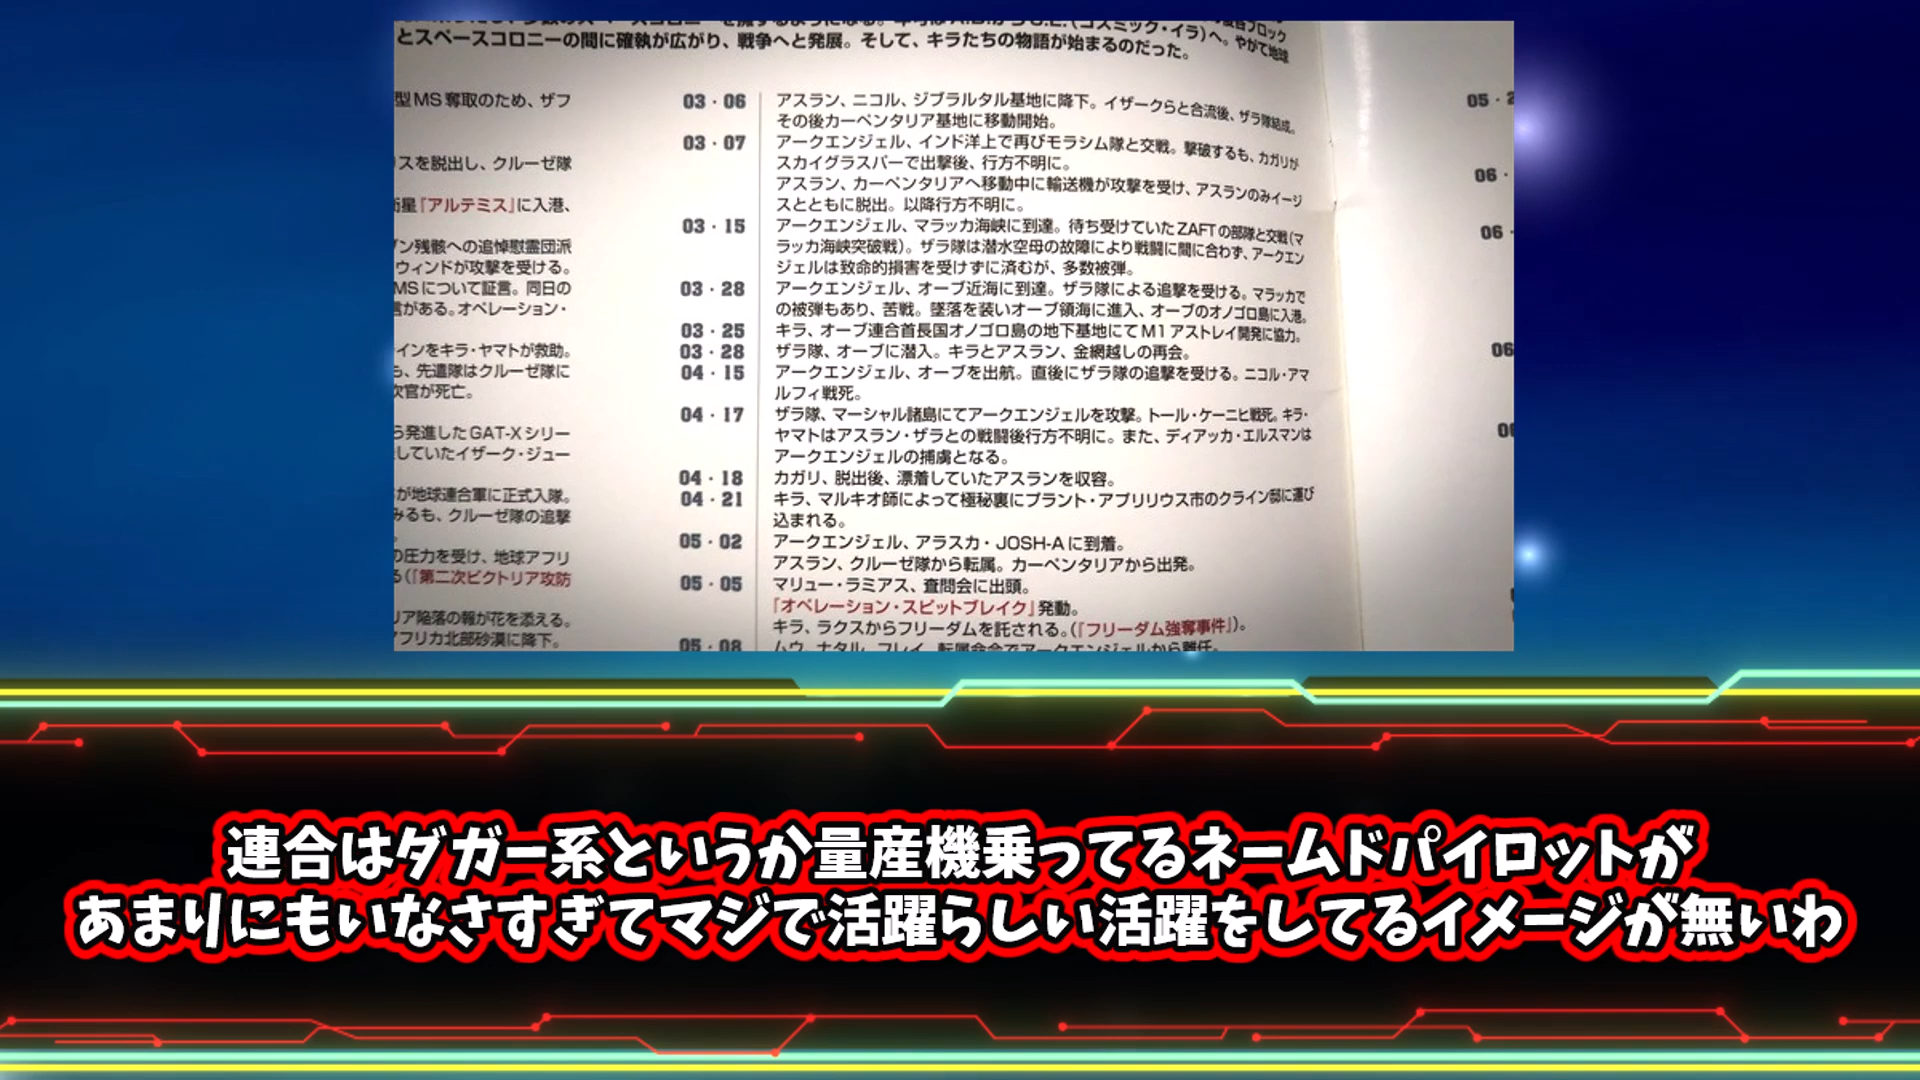 とスペースコロニーの間に確執が広がり、戦争へと発展。そして、キラたちの物語が始まるのだった。
型MS奪取のため、ザフ
スを脱出し、クルーゼ隊
『アルテミス』に入港、
ン残骸への追悼慰霊団派
ウィンドが攻撃を受ける。
MSについて証言。同日の
言がある。オペレーション・
インをキラ・ヤマトが救助。
も、先遣隊はクルーゼ隊に
次官が死亡。
ら発進したGAT-Xシリー
していたイザーク・ジュー
が地球連合軍に正式入隊。
みるも、クルーゼ隊の追撃
の圧力を受け、地球アフリ
る(『第二次ビクトリア攻防
リア陥落の報が花を添える。
アフリカ北部砂漠に降下。
03・06 アスラン、ニコル、ジブラルタル基地に降下。イザークらと合流後、ザラ隊結成。
その後カーペンタリア基地に移動開始。
03・07 アークエンジェル、インド洋上で再びモラシム隊と交戦。撃破するも、カガリが
スカイグラスパーで出撃後、行方不明に。
アスラン、カーペンタリアへ移動中に輸送機が攻撃を受け、アスランのみイージ
スとともに脱出。以降行方不明に。
03・15 アークエンジェル、マラッカ海峡に到達。待ち受けていたZAFTの部隊と交戦(マ
ラッカ海峡突破戦)。ザラ隊は潜水空母の故障により戦闘に間に合わず、アークエン
ジェルは致命的損害を受けずに済むが、多数被弾。
03・28 アークエンジェル、オーブ近海に到達。ザラ隊による追撃を受ける。マラッカで
の被弾もあり、苦戦。墜落を装いオーブ領海に進入、オーブのオノゴロ島に入港。
03・25 キラ、オーブ連合首長国オノゴロ島の地下基地にてM1アストレイ開発に協力。
03・28 ザラ隊、オーブに潜入。キラとアスラン、金網越しの再会。
04・15 アークエンジェル、オーブを出航。直後にザラ隊の追撃を受ける。ニコル・アマ
ルフィ戦死。
04・17 ザラ隊、マーシャル諸島にてアークエンジェルを攻撃。トール・ケーニヒ戦死。キラ・
ヤマトはアスラン・ザラとの戦闘後行方不明に。また、ディアッカ・エルスマンは
アークエンジェルの捕虜となる。
04・18 カガリ、脱出後、漂着していたアスランを収容。
04・21 キラ、マルキオ師によって極秘裏にプラント・アプリリウス市のクライン邸に運び
込まれる。
05・02 アークエンジェル、アラスカ・JOSH-Aに到着。
アスラン、クルーゼ隊から転属。カーペンタリアから出発。
05・05 マリュー・ラミアス、査問会に出頭。
『オペレーション・スピットブレイク』発動。
キラ、ラクスからフリーダムを託される。(『フリーダム強奪事件』)。
05・08 ムウ、ナタル、フレイ、転属命令でアークエンジェルから離任。
05・2
06・
06・
06
連合はダガー系というか量産機乗ってるネームドパイロットが
あまりにもいなさすぎてマジで活躍らしい活躍をしてるイメージが無いわ